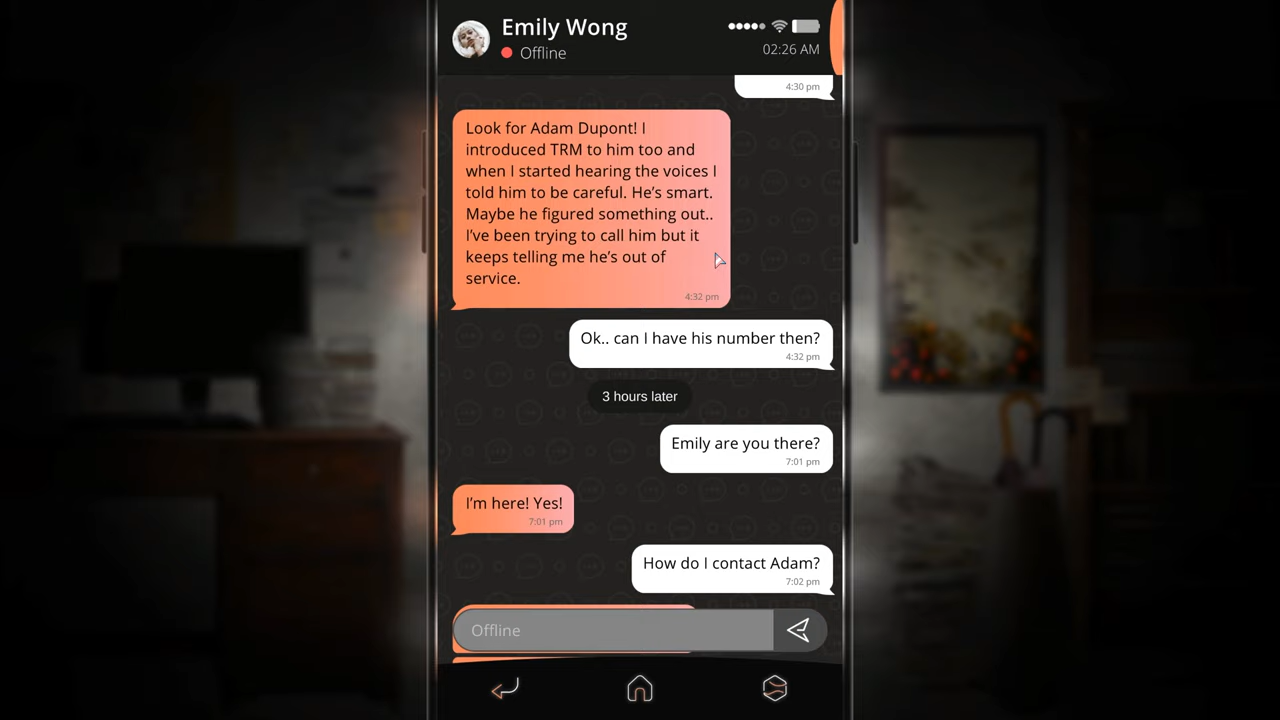 Emily Wong
Offline
02:26 AM
4:30 pm
Look for Adam Dupont! I
introduced TRM to him too and
when I started hearing the voices I
told him to be careful. He’s smart.
Maybe he figured something out..
I’ve been trying to call him but it
keeps telling me he’s out of
service.
4:32 pm
Ok.. can I have his number then?
4:32 pm
3 hours later
Emily are you there?
7:01 pm
I’m here! Yes!
7:01 pm
How do I contact Adam?
7:02 pm
Offline